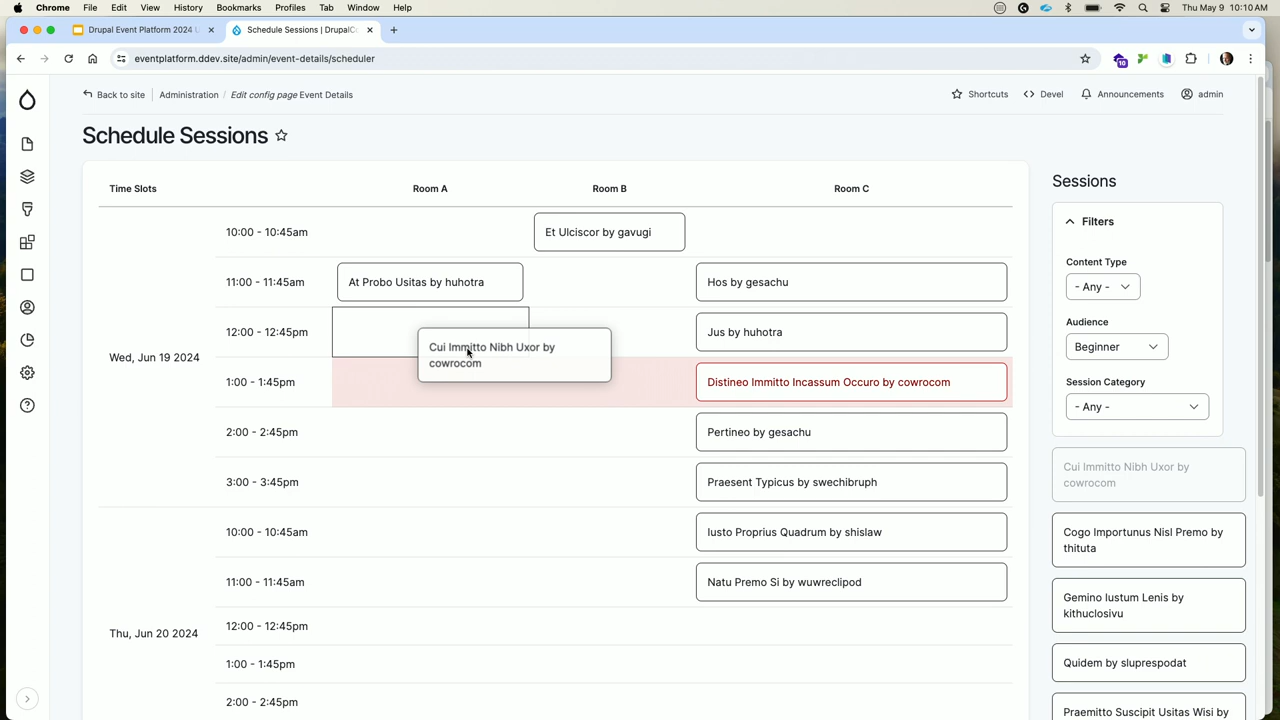 Chrome File Edit View History Bookmarks Profiles Tab Window Help Thu May 9 10:10 AM
Drupal Event Platform 2024 Schedule Sessions | DrupalC
eventplatform.ddev.site/admin/event-details/scheduler 10
Back to site Administration / Edit config page Event Details Shortcuts Devel Announcements admin
Schedule Sessions
Time Slots Room A Room B Room C
Wed, Jun 19 2024
10:00 - 10:45am Et Ulciscor by gavugi
11:00 - 11:45am At Probo Usitas by huhotra Hos by gesachu
12:00 - 12:45pm Jus by huhotra
Cui Immitto Nibh Uxor by
cowrocom
1:00 - 1:45pm Distineo Immitto Incassum Occuro by cowrocom
2:00 - 2:45pm Pertineo by gesachu
3:00 - 3:45pm Praesent Typicus by swechibruph
Thu, Jun 20 2024
10:00 - 10:45am Iusto Proprius Quadrum by shislaw
11:00 - 11:45am Natu Premo Si by wuwreclipod
12:00 - 12:45pm
1:00 - 1:45pm
2:00 - 2:45pm
Sessions
Filters
Content Type
- Any -
Audience
Beginner
Session Category
- Any -
Cui Immitto Nibh Uxor by
cowrocom
Cogo Importunus Nisl Premo by
thituta
Gemino Iustum Lenis by
kithuclosivu
Quidem by sluprespodat
Praemitto Suscipit Usitas Wisi by